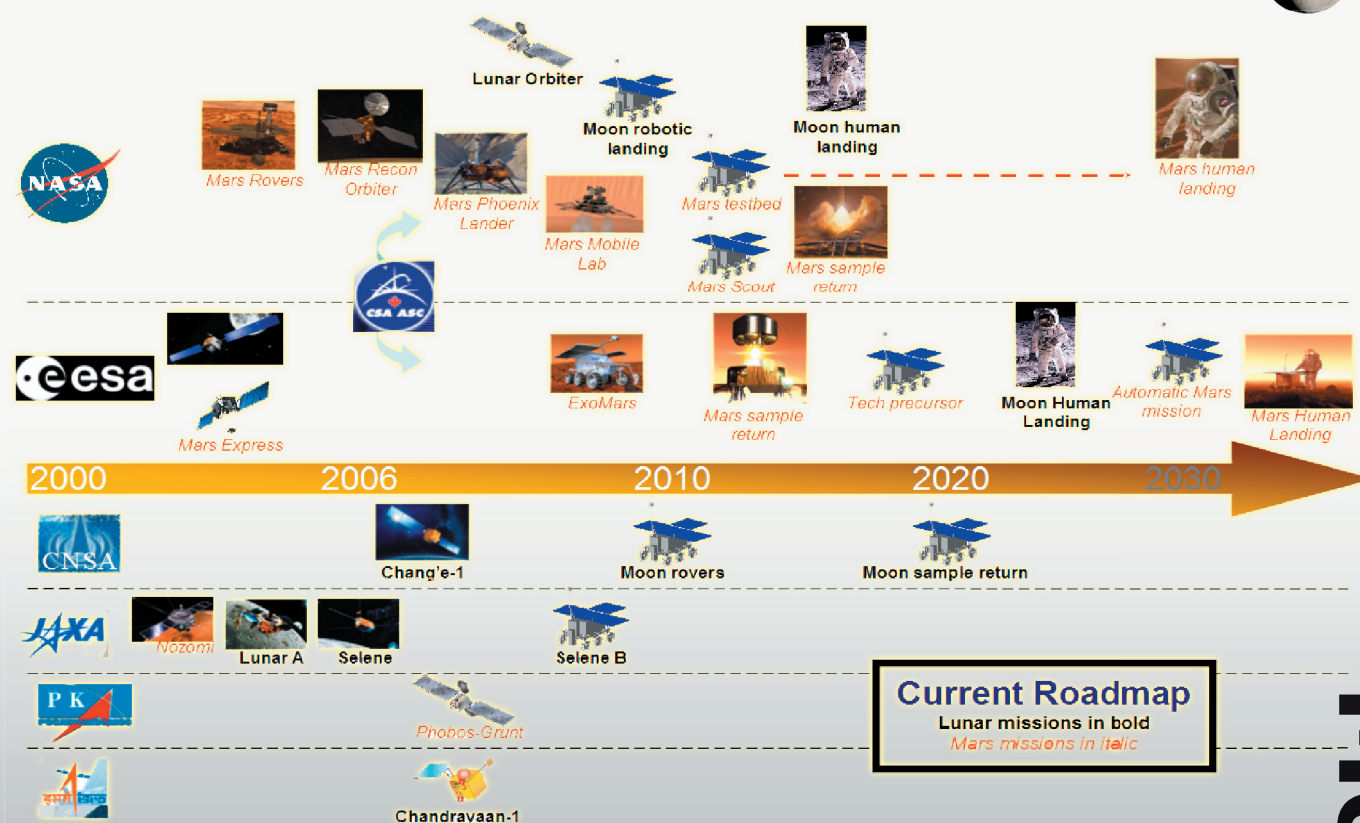 Lunar Orbiter
Moon robotic
landing
Moon human
landing
NASA
Mars Rovers
Mars Recon
Orbiter
Mars Phoenix
Lander
Mars Mobile
Lab
Mars testbed
Mars Scout
Mars sample
return
Mars human
landing
CSA ASC
esa
Mars Express
ExoMars
Mars sample
return
Tech precursor
Moon Human
Landing
Automatic Mars
mission
Mars Human
Landing
2000 2006 2010 2020 2030
CNSA
Chang'e-1
Moon rovers
Moon sample return
JAXA
Nozomi
Lunar A
Selene
Selene B
Current Roadmap
Lunar missions in bold
Mars missions in italic
P K
Phobos-Grunt
इसरो isro
Chandrayaan-1